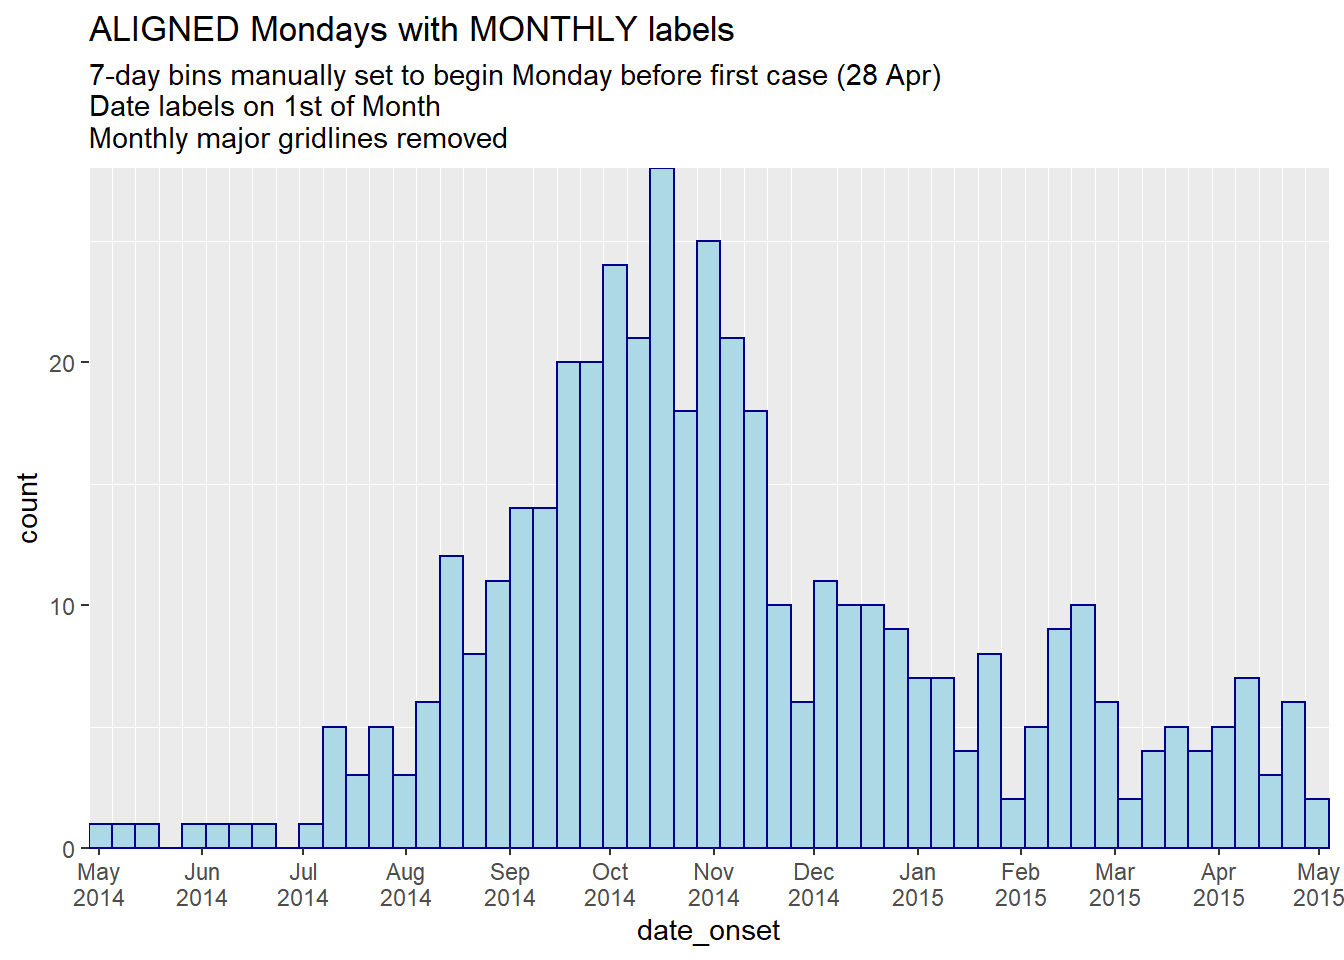 ALIGNED Mondays with MONTHLY labels
7-day bins manually set to begin Monday before first case (28 Apr)
Date labels on 1st of Month
Monthly major gridlines removed
count
20
10
0
May Jun Jul Aug Sep Oct Nov Dec Jan Feb Mar Apr May
2014 2014 2014 2014 2014 2014 2014 2014 2015 2015 2015 2015 2015
date_onset